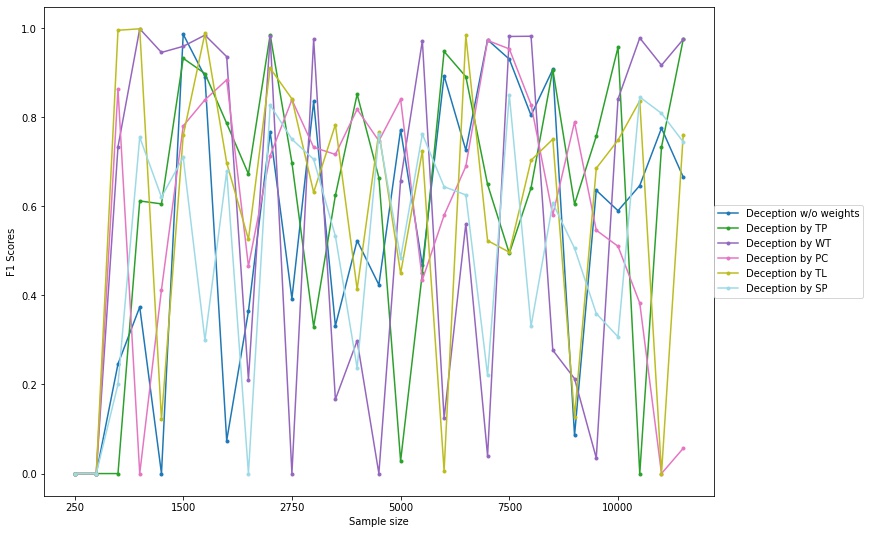 1.0
0.8
0.6
0.4
0.2
0.0
F1 Scores
250
1500
2750
5000
7500
10000
Sample size
Deception w/o weights
Deception by TP
Deception by WT
Deception by PC
Deception by TL
Deception by SP